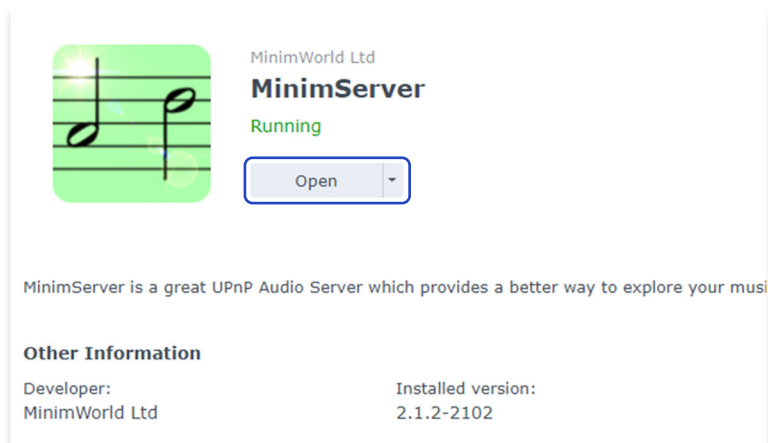 MinimWorld Ltd
MinimServer
Running
Open
MinimServer is a great UPnP Audio Server which provides a better way to explore your musi
Other Information
Developer:
Installed version:
MinimWorld Ltd
2.1.2-2102